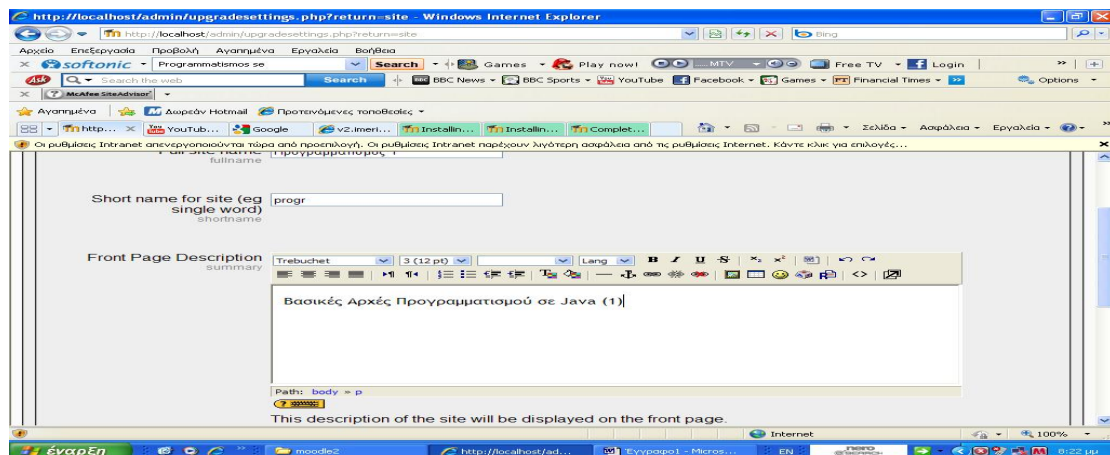 http://localhost/admin/upgradesettings.php?return=site - Windows Internet Explorer
http://localhost/admin/upgradesettings.php?return=site Bing
Αρχείο Επεξεργασία Προβολή Αγαπημένα Εργαλεία Βοήθεια
softonic Programmatismos se Search Games Play now! MTV Free TV Login
Ask Search the web Search BBC News BBC Sports YouTube Facebook Games FT Financial Times Options
McAfee SiteAdvisor
Αγαπημένα Δωρεάν Hotmail Προτεινόμενες τοποθεσίες
http... YouTub... Google v2.imeri... Installin... Installin... Complet... Σελίδα Ασφάλεια Εργαλεία
Οι ρυθμίσεις Intranet απενεργοποιούνται τώρα από προεπιλογή. Οι ρυθμίσεις Intranet παρέχουν λιγότερη ασφάλεια από τις ρυθμίσεις Internet. Κάντε κλικ για επιλογές...
Full site name
fullname
Short name for site (eg progr
single word)
shortname
Front Page Description Trebuchet 3 (12 pt) Lang B I U S
summary
Βασικές Αρχές Προγραμματισμού σε Java (1)
Path: body » p
This description of the site will be displayed on the front page.
Internet 100%
έναρξη moodle2 http://localhost/ad... Έγγραφο1 - Micros... EN nero 8:22 μμ